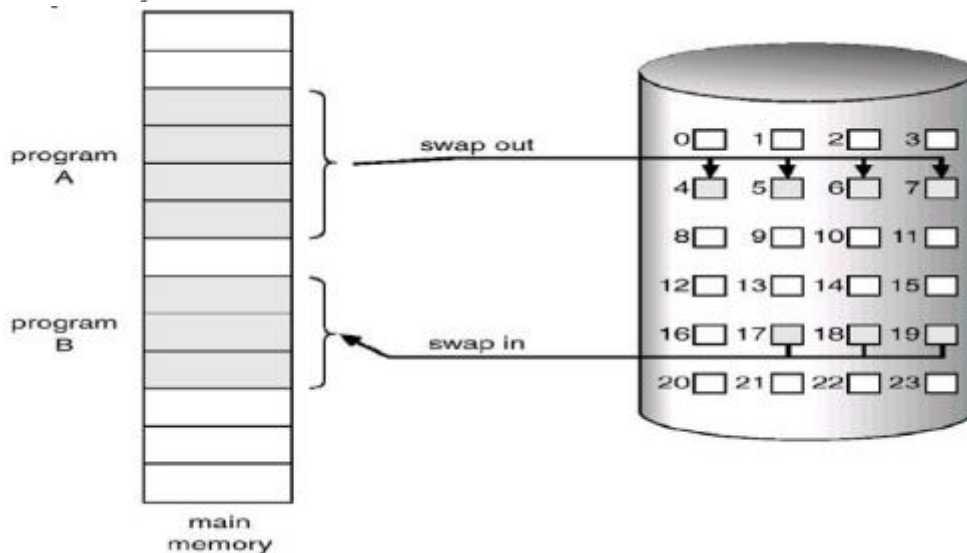 program
A
swap out
0 1 2 3
4 5 6 7
8 9 10 11
12 13 14 15
program
B
swap in
16 17 18 19
20 21 22 23
main
memory